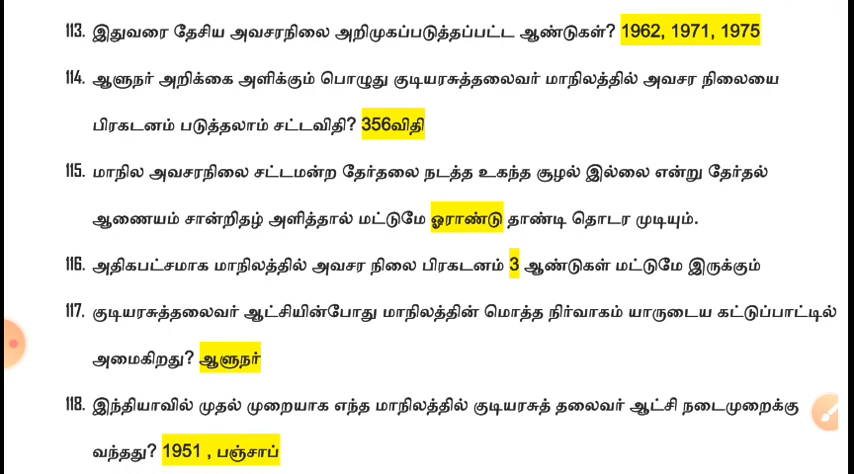 113. இதுவரை தேசிய அவசரநிலை அறிமுகப்படுத்தப்பட்ட ஆண்டுகள்? 1962, 1971, 1975
114. ஆளுநர் அறிக்கை அளிக்கும் பொழுது குடியரசுத்தலைவர் மாநிலத்தில் அவசர நிலையை
பிரகடனம் படுத்தலாம் சட்டவிதி? 356விதி
115. மாநில அவசரநிலை சட்டமன்ற தேர்தலை நடத்த உகந்த சூழல் இல்லை என்று தேர்தல்
ஆணையம் சான்றிதழ் அளித்தால் மட்டுமே ஓராண்டு தாண்டி தொடர முடியும்.
116. அதிகபட்சமாக மாநிலத்தில் அவசர நிலை பிரகடனம் 3 ஆண்டுகள் மட்டுமே இருக்கும்
117. குடியரசுத்தலைவர் ஆட்சியின்போது மாநிலத்தின் மொத்த நிர்வாகம் யாருடைய கட்டுப்பாட்டில்
அமைகிறது? ஆளுநர்
118. இந்தியாவில் முதல் முறையாக எந்த மாநிலத்தில் குடியரசுத் தலைவர் ஆட்சி நடைமுறைக்கு
வந்தது? 1951 , பஞ்சாப்